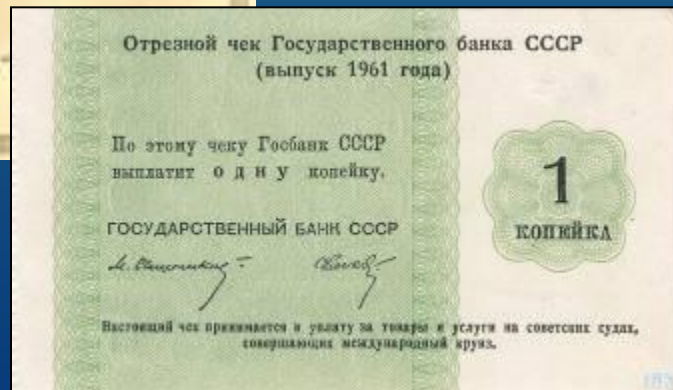 Отрезной чек Государственного банка СССР
(выпуск 1961 года)
По этому чеку Госбанк СССР
выплатит одну копейку.
1
КОПЕЙКА
ГОСУДАРСТВЕННЫЙ БАНК СССР
Настоящий чек принимается в уплату за товары и услуги на советских судах,
совершающих международный круиз.